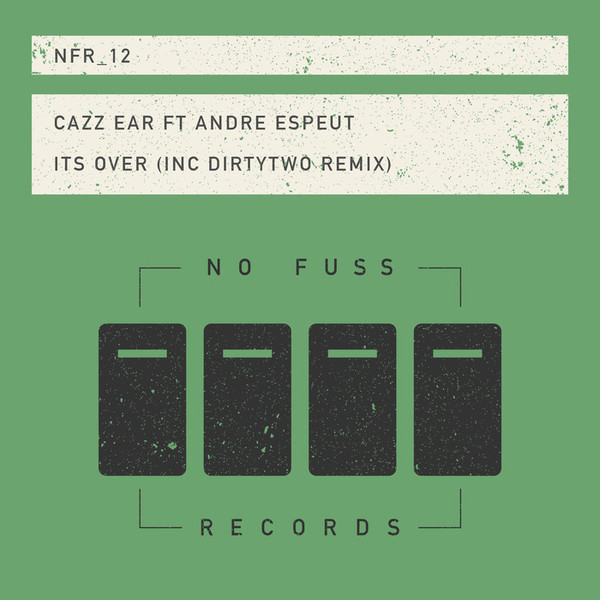 NFR_12
CAZZ EAR FT ANDRE ESPEUT
ITS OVER (INC DIRTYTWO REMIX)
NO FUSS
RECORDS